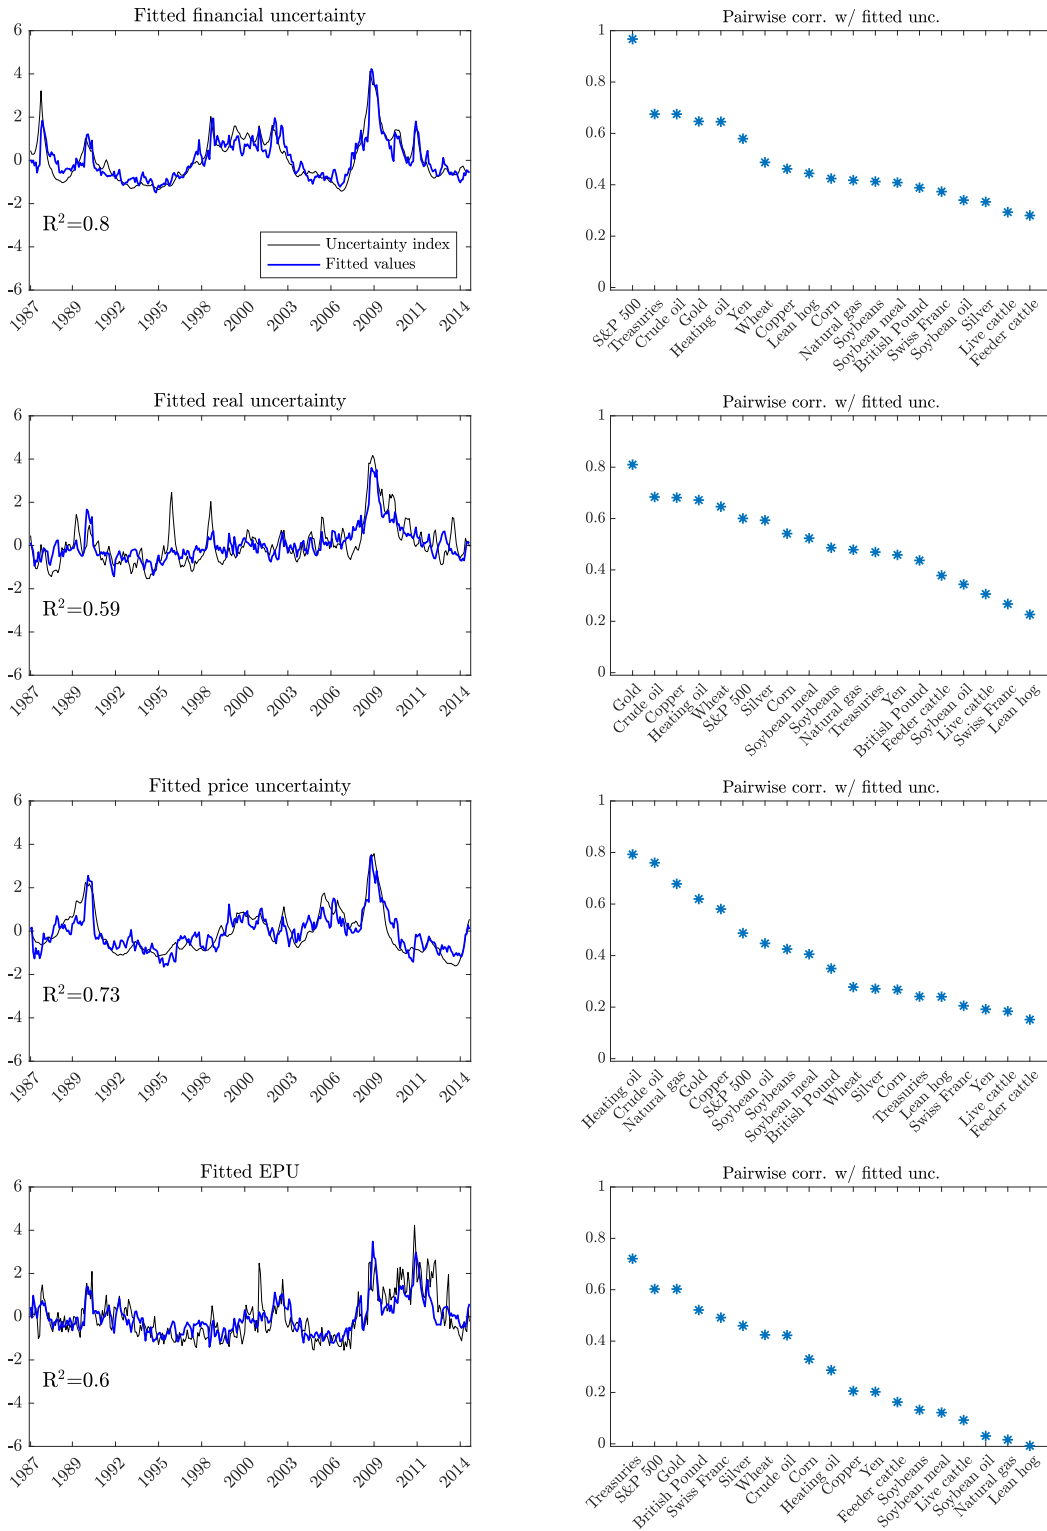 Fitted financial uncertainty
6
4
2
0
-2
-4
-6
R²=0.8
Uncertainty index
Fitted values
1987 1989 1992 1995 1998 2000 2003 2006 2009 2011 2014
Pairwise corr. w/ fitted unc.
1
0.8
0.6
0.4
0.2
0
S&P 500
Treasuries
Crude oil
Gold
Heating oil
Yen
Wheat
Copper
Lean hog
Corn
Natural gas
Soybeans
Soybean meal
British Pound
Swiss Franc
Soybean oil
Silver
Live cattle
Feeder cattle
Fitted real uncertainty
6
4
2
0
-2
-4
-6
R²=0.59
1987 1989 1992 1995 1998 2000 2003 2006 2009 2011 2014
Pairwise corr. w/ fitted unc.
1
0.8
0.6
0.4
0.2
0
Gold
Crude oil
Copper
Heating oil
Wheat
S&P 500
Silver
Corn
Soybean meal
Soybeans
Natural gas
Treasuries
Yen
British Pound
Feeder cattle
Soybean oil
Live cattle
Swiss Franc
Lean hog
Fitted price uncertainty
6
4
2
0
-2
-4
-6
R²=0.73
1987 1989 1992 1995 1998 2000 2003 2006 2009 2011 2014
Pairwise corr. w/ fitted unc.
1
0.8
0.6
0.4
0.2
0
Heating oil
Crude oil
Natural gas
Gold
Copper
S&P 500
Soybean oil
Soybeans
Soybean meal
British Pound
Wheat
Silver
Corn
Treasuries
Lean hog
Swiss Franc
Yen
Live cattle
Feeder cattle
Fitted EPU
6
4
2
0
-2
-4
-6
R²=0.6
1987 1989 1992 1995 1998 2000 2003 2006 2009 2011 2014
Pairwise corr. w/ fitted unc.
1
0.8
0.6
0.4
0.2
0
Treasuries
S&P 500
Gold
British Pound
Swiss Franc
Silver
Wheat
Crude oil
Corn
Heating oil
Copper
Yen
Feeder cattle
Soybeans
Soybean meal
Live cattle
Soybean oil
Natural gas
Lean hog